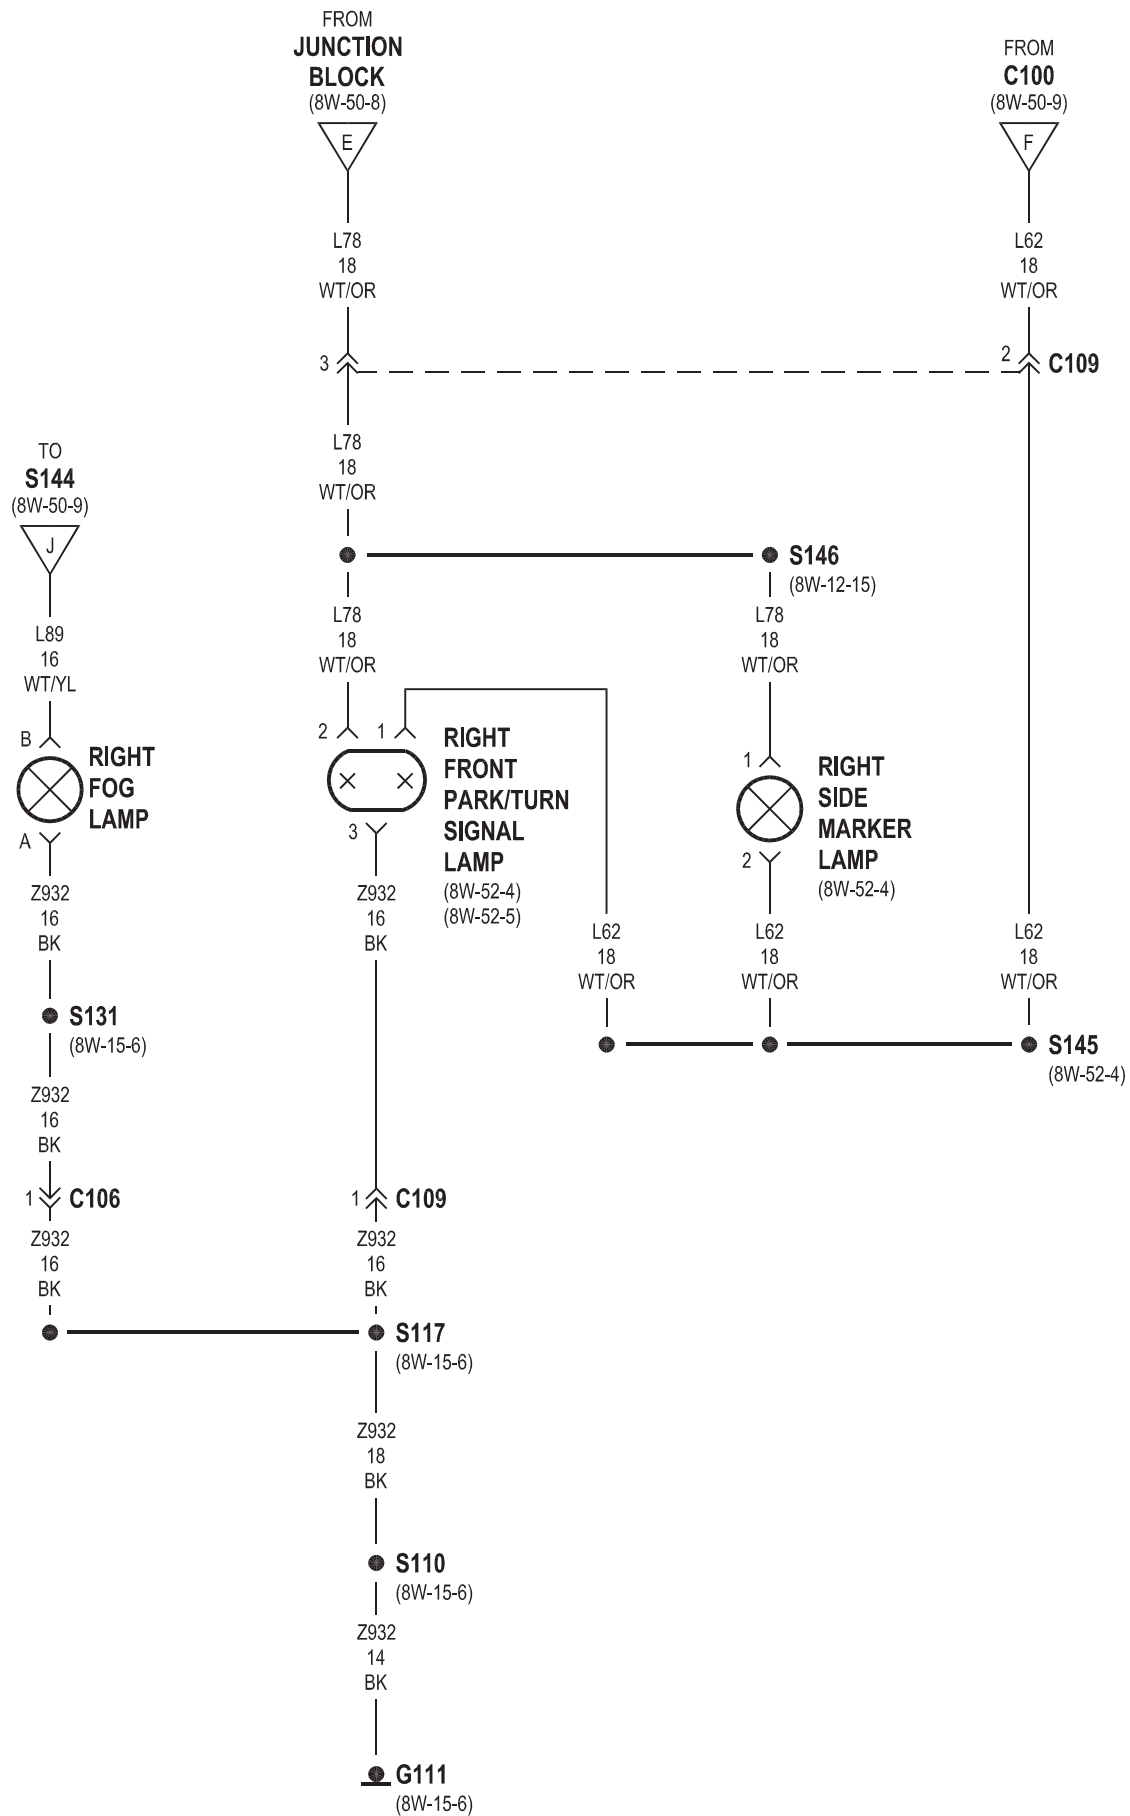 FROM
JUNCTION
BLOCK
(8W-50-8)
E
FROM
C100
(8W-50-9)
F
L78
18
WT/OR
L62
18
WT/OR
3
2
C109
L78
18
WT/OR
TO
S144
(8W-50-9)
J
S146
(8W-12-15)
L89
16
WT/YL
L78
18
WT/OR
L78
18
WT/OR
B
RIGHT
FOG
LAMP
A
2
1
RIGHT
FRONT
PARK/TURN
SIGNAL
LAMP
(8W-52-4)
(8W-52-5)
3
1
RIGHT
SIDE
MARKER
LAMP
(8W-52-4)
2
Z932
16
BK
Z932
16
BK
L62
18
WT/OR
L62
18
WT/OR
L62
18
WT/OR
S131
(8W-15-6)
S145
(8W-52-4)
Z932
16
BK
1
C106
1
C109
Z932
16
BK
Z932
16
BK
S117
(8W-15-6)
Z932
18
BK
S110
(8W-15-6)
Z932
14
BK
G111
(8W-15-6)